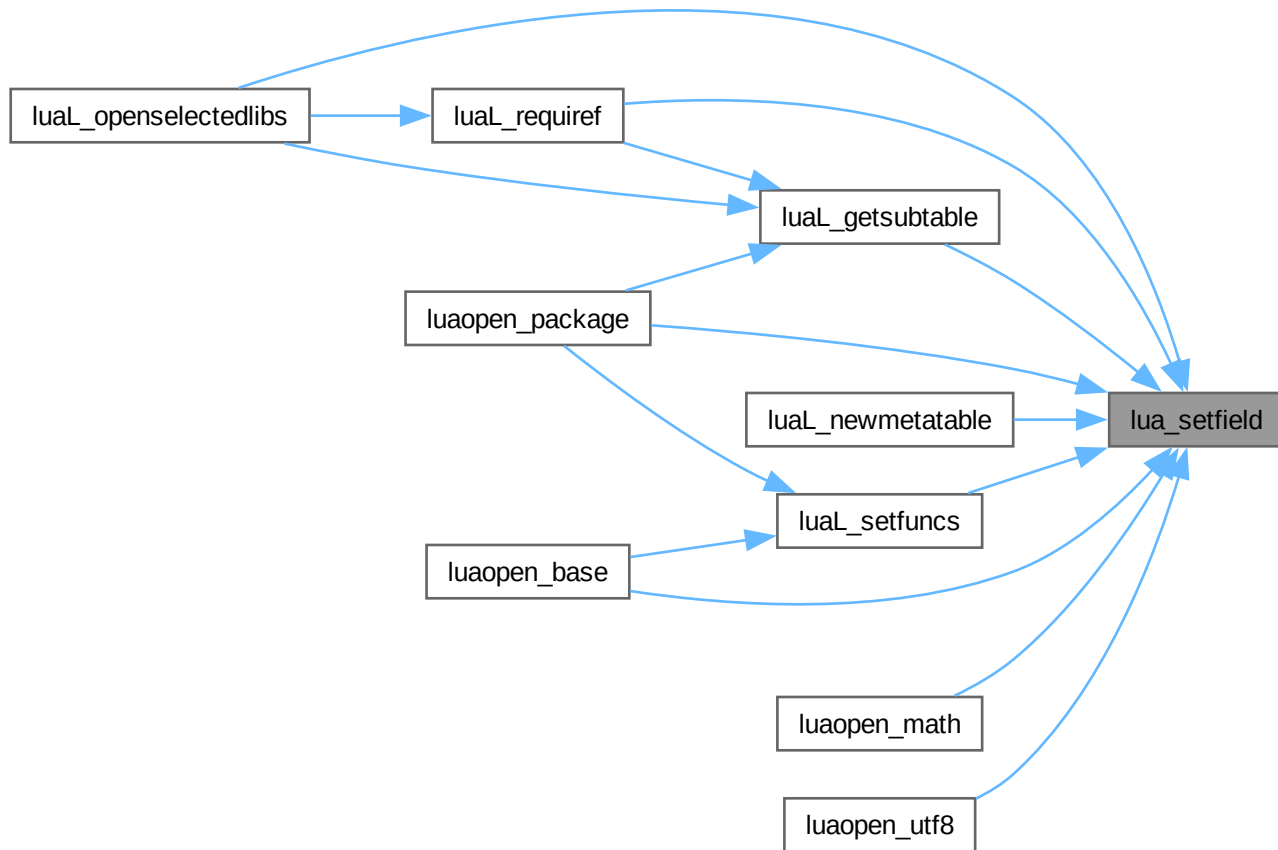 luaL_openselectedlibs
luaL_requiref
luaL_getsubtable
luaopen_package
luaL_newmetatable
lua_setfield
luaL_setfuncs
luaopen_base
luaopen_math
luaopen_utf8